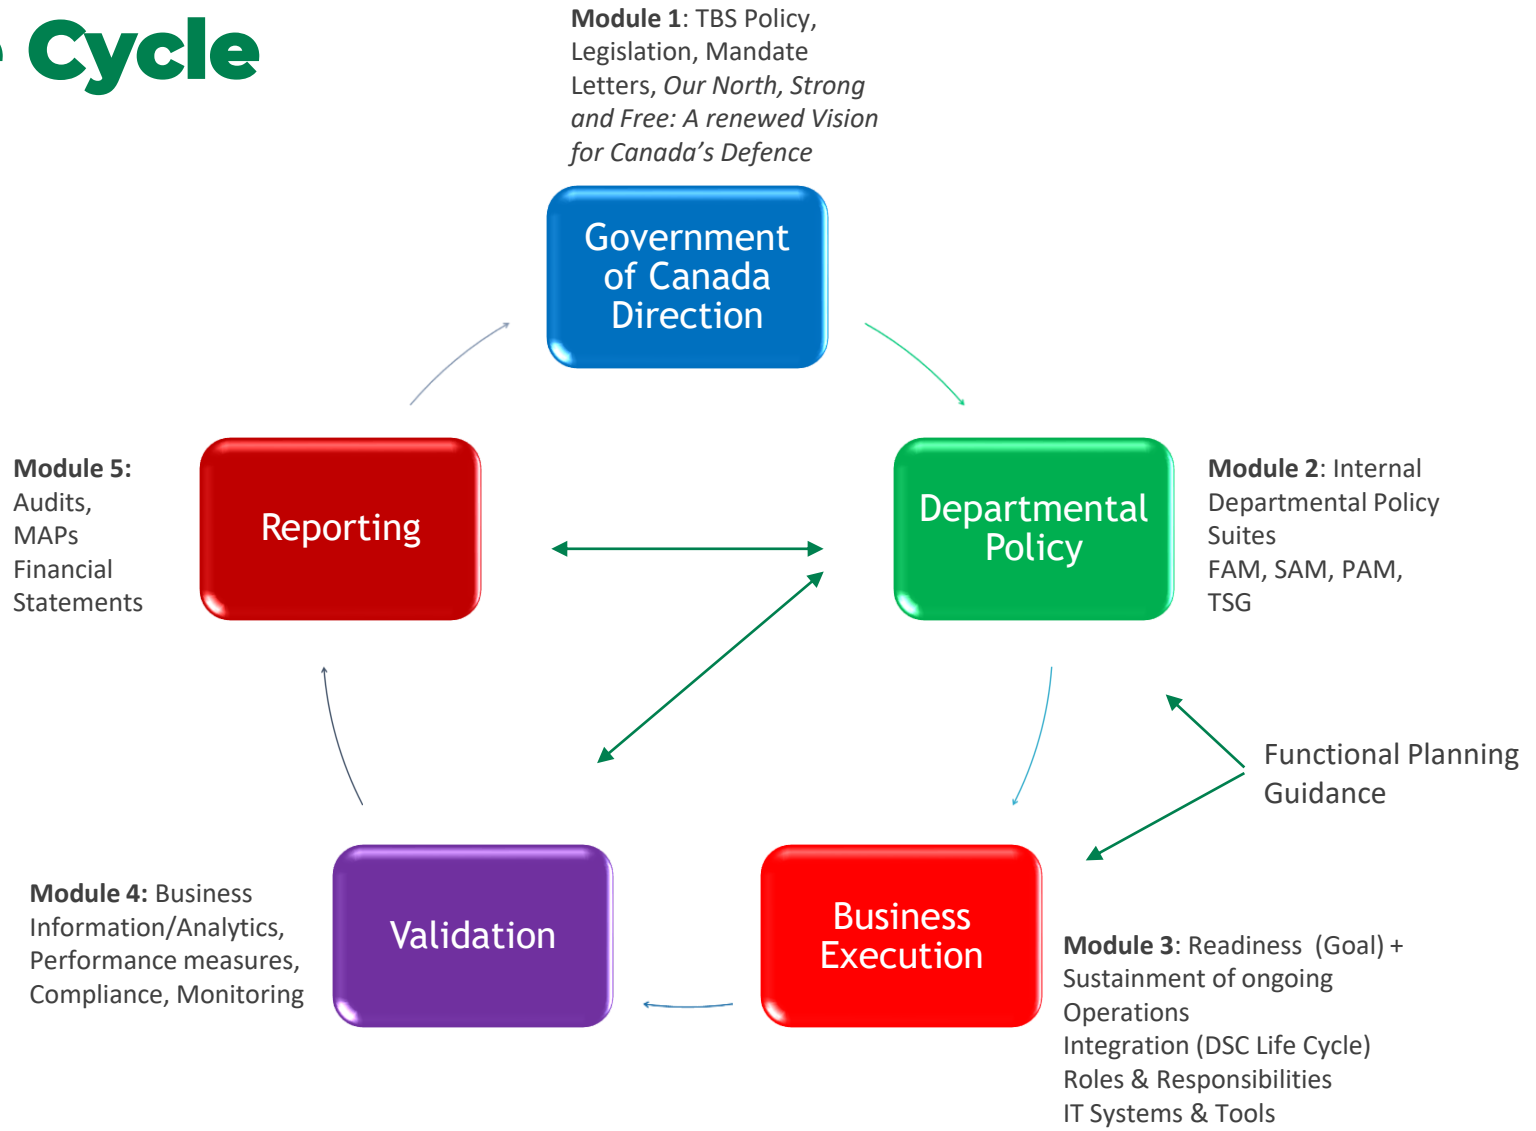 Cycle
Module 1: TBS Policy,
Legislation, Mandate
Letters, Our North, Strong
and Free: A renewed Vision
for Canada’s Defence
Government
of Canada
Direction
Module 5:
Audits,
MAPs
Financial
Statements
Reporting
Departmental
Policy
Module 2: Internal
Departmental Policy
Suites
FAM, SAM, PAM,
TSG
Functional Planning
Guidance
Module 4: Business
Information/Analytics,
Performance measures,
Compliance, Monitoring
Validation
Business
Execution
Module 3: Readiness (Goal) +
Sustainment of ongoing
Operations
Integration (DSC Life Cycle)
Roles & Responsibilities
IT Systems & Tools